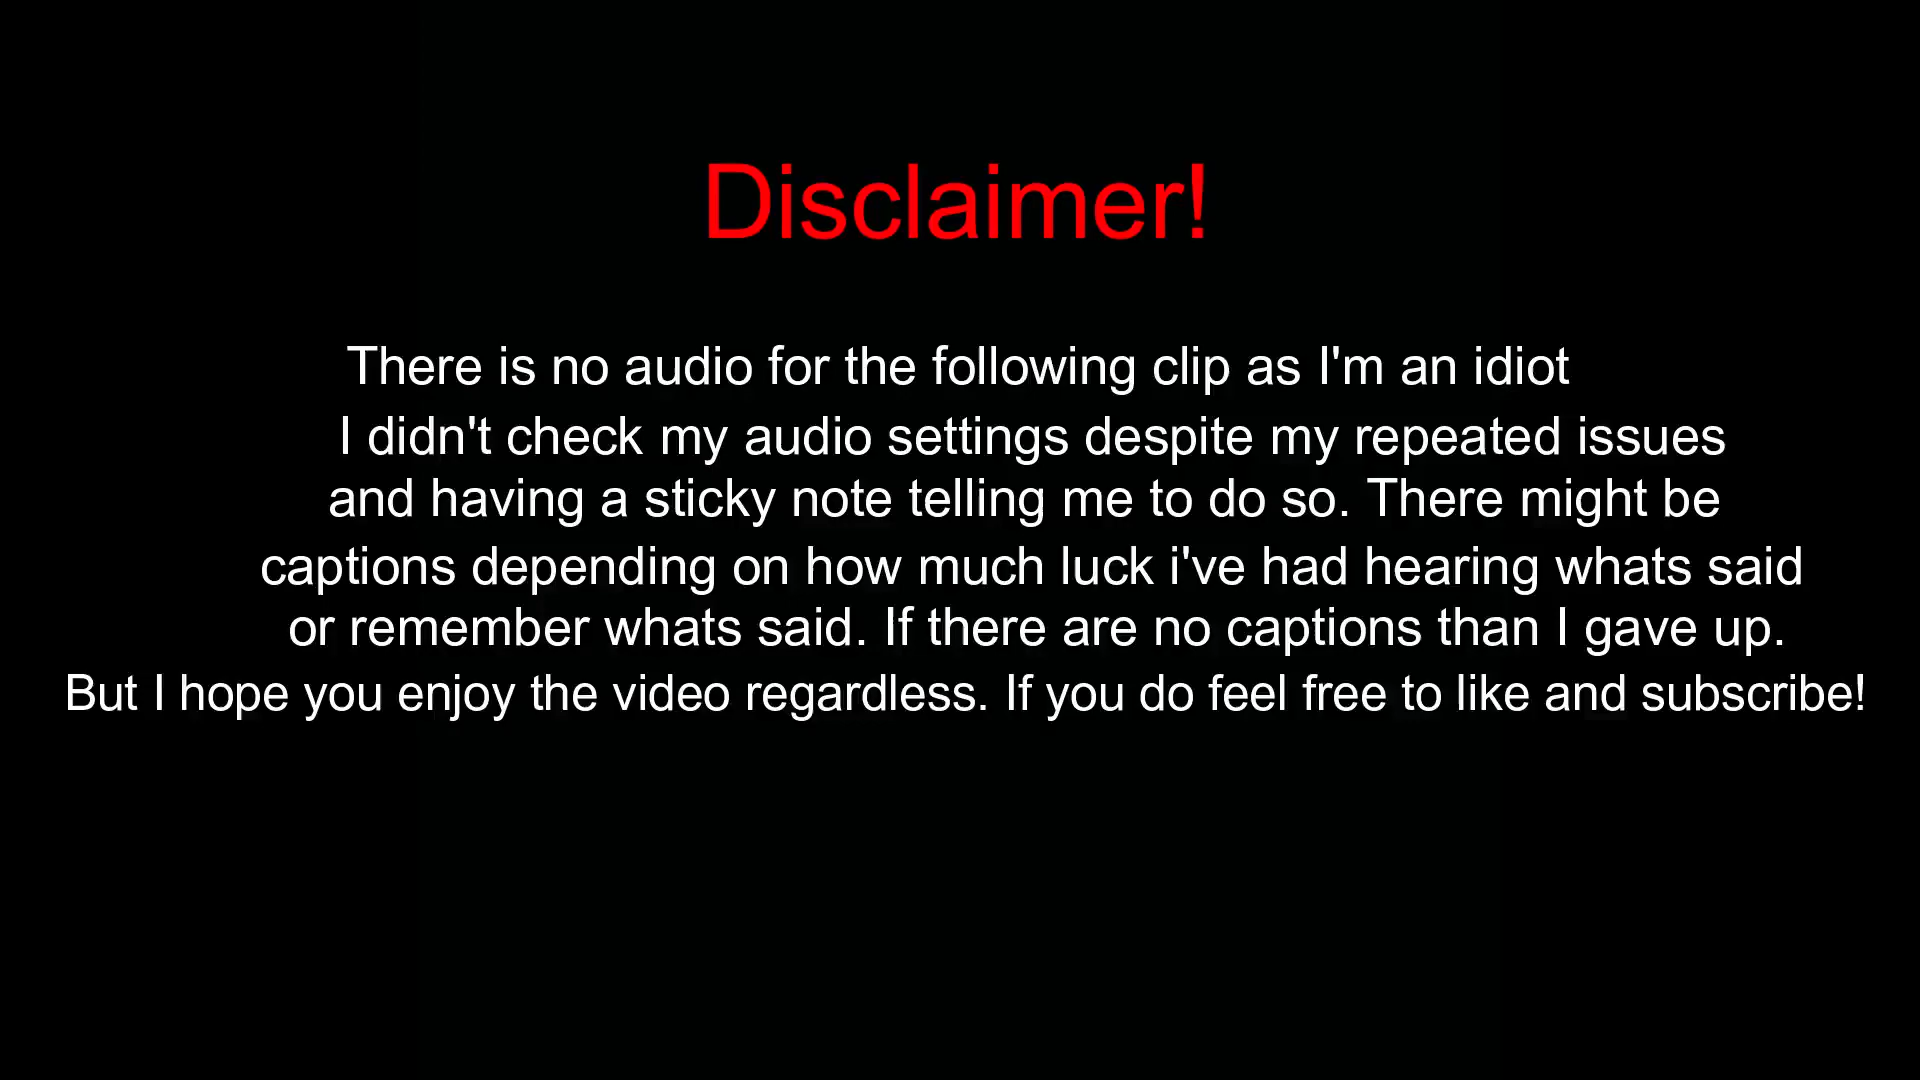 Disclaimer!
There is no audio for the following clip as I'm an idiot
I didn't check my audio settings despite my repeated issues
and having a sticky note telling me to do so. There might be
captions depending on how much luck i've had hearing whats said
or remember whats said. If there are no captions than I gave up.
But I hope you enjoy the video regardless. If you do feel free to like and subscribe!